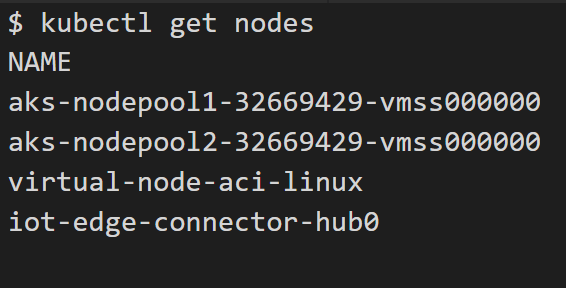 $ kubectl get nodes
NAME
aks-nodepool1-32669429-vmss000000
aks-nodepool2-32669429-vmss000000
virtual-node-aci-linux
iot-edge-connector-hub0